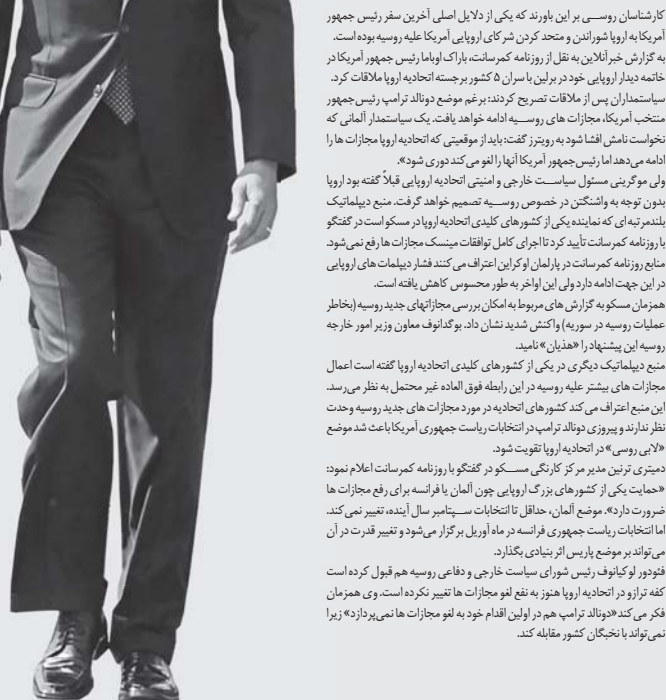 کارشناسان روسی بر این باورند که یکی از دلایل اصلی آخرین سفر رئیس جمهور
آمریکا به اروپا شوراندن و متحد کردن شرکای اروپایی آمریکا علیه روسیه بوده است.
به گزارش خبرآنلاین به نقل از روزنامه کمرسانت، باراک اوباما رئیس جمهور آمریکا در
خاتمه دیدار اروپایی خود در برلین با سران ۵ کشور برجسته اتحادیه اروپا ملاقات کرد.
سیاستمداران پس از ملاقات تصریح کردند: برغم موضع دونالد ترامپ رئیس جمهور
منتخب آمریکا، مجازات های روسیه ادامه خواهد یافت. یک سیاستمدار آلمانی که
نخواست نامش افشا شود به رویترز گفت: باید از موقعیتی که اتحادیه اروپا مجازات ها را
ادامه می‌دهد اما رئیس‌جمهور آمریکا آنها را لغو می‌کند دوری شود».
ولی موگرینی مسئول سیاست خارجی و امنیتی اتحادیه اروپایی قبلاً گفته بود اروپا
بدون توجه به واشنگتن در خصوص روسیه تصمیم خواهد گرفت. منبع دیپلماتیک
بلندمرتبه ای که نماینده یکی از کشورهای کلیدی اتحادیه اروپا در مسکو است در گفتگو
با روزنامه کمرسانت تأیید کرد تا اجرای کامل توافقات مینسک مجازات ها رفع نمی‌شود.
منابع روزنامه کمرسانت در پارلمان اوکراین اعتراف می کنند فشار دیپلمات های اروپایی
در این جهت ادامه دارد ولی این اواخر به طور محسوس کاهش یافته است.
همزمان مسکو به گزارش های مربوط به امکان بررسی مجازاتهای جدید روسیه (بخاطر
عملیات روسیه در سوریه) واکنش شدید نشان داد. بوگدانوف معاون وزیر امور خارجه
روسیه این پیشنهاد را «هذیان» نامید.
منبع دیپلماتیک دیگری در یکی از کشورهای کلیدی اتحادیه اروپا گفته است اعمال
مجازات های بیشتر علیه روسیه در این رابطه فوق العاده غیر محتمل به نظر می‌رسد.
این منبع اعتراف می کند کشورهای اتحادیه در مورد مجازات های جدید روسیه وحدت
نظر ندارند و پیروزی دونالد ترامپ در انتخابات ریاست جمهوری آمریکا باعث شد موضع
«لابی روسی» در اتحادیه اروپا تقویت شود.
دمیتری ترنین مدیر مرکز کارنگی مسکو در گفتگو با روزنامه کمرسانت اعلام نمود:
«حمایت یکی از کشورهای بزرگ اروپایی چون آلمان یا فرانسه برای رفع مجازات ها
ضرورت دارد». موضع آلمان، حداقل تا انتخابات سپتامبر سال آینده، تغییر نمی کند.
اما انتخابات ریاست جمهوری فرانسه در ماه آوریل برگزار می‌شود و تغییر قدرت در آن
می‌تواند بر موضع پاریس اثر بنیادی بگذارد.
فئودور لوکیانوف رئیس شورای سیاست خارجی و دفاعی روسیه هم قبول کرده است
کفه ترازو در اتحادیه اروپا هنوز به نفع لغو مجازات ها تغییر نکرده است. وی همزمان
فکر می کند «دونالد ترامپ هم در اولین اقدام خود به لغو مجازات ها نمی‌پردازد» زیرا
نمی‌تواند با نخبگان کشور مقابله کند.